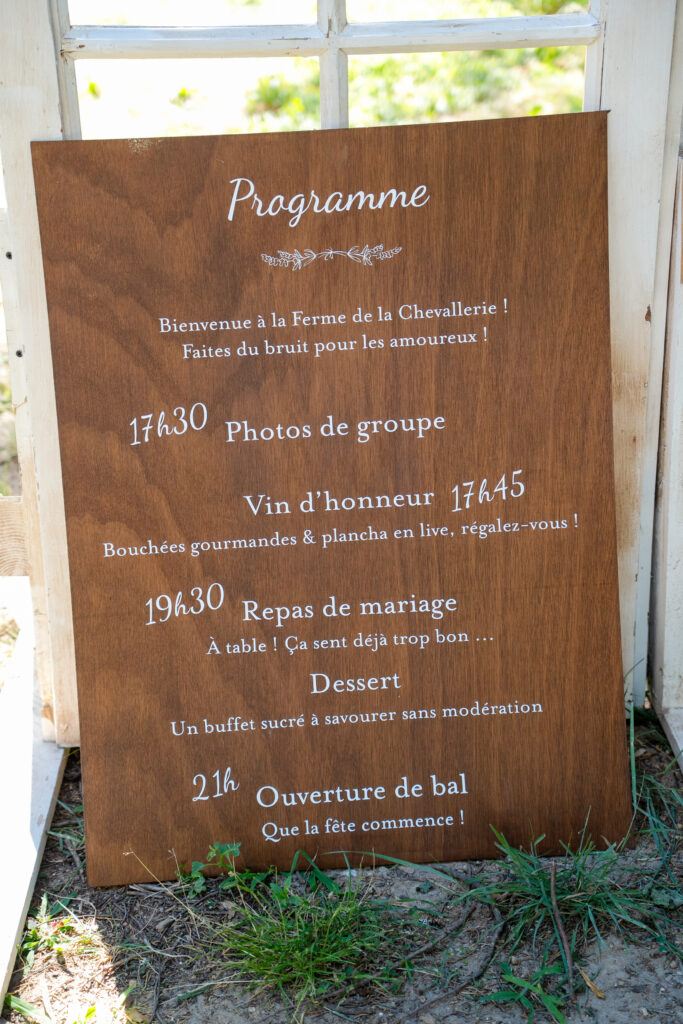 Programme
Bienvenue à la Ferme de la Chevallerie !
Faites du bruit pour les amoureux !
17h30 Photos de groupe
Vin d'honneur 17h45
Bouchées gourmandes & plancha en live, régalez-vous !
19h30 Repas de mariage
À table ! Ça sent déjà trop bon ...
Dessert
Un buffet sucré à savourer sans modération
21h Ouverture de bal
Que la fête commence !